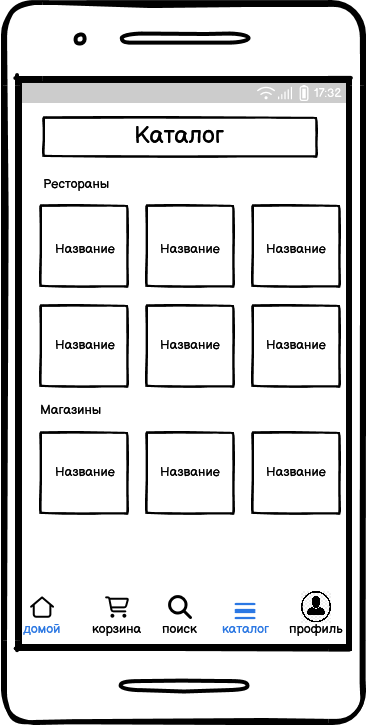 17:32
Каталог
Рестораны
Название Название Название
Название Название Название
Магазины
Название Название Название
домой корзина поиск каталог профиль